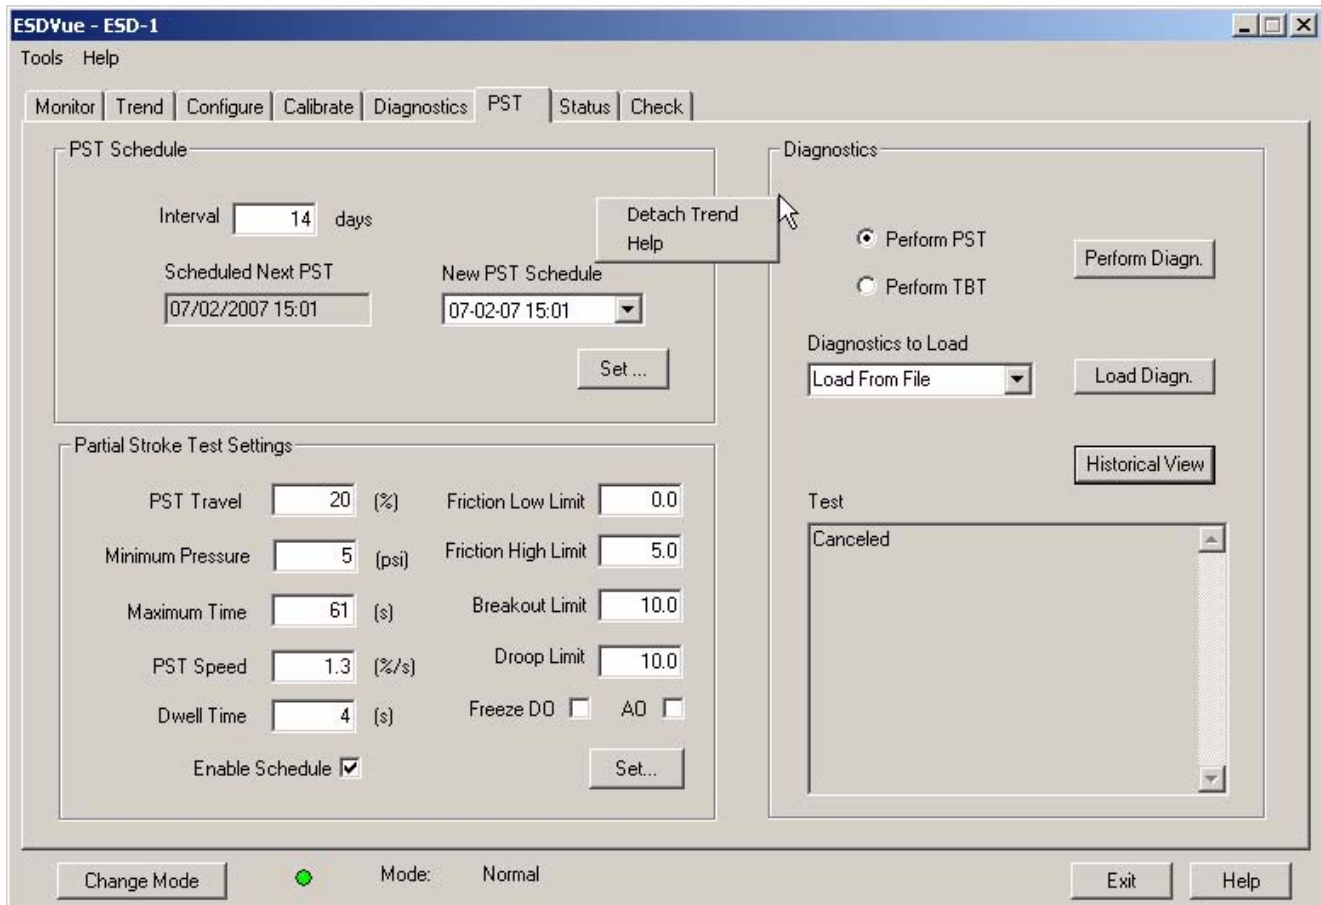 ESDVue - ESD-1
Tools Help
Monitor Trend Configure Calibrate Diagnostics PST Status Check
PST Schedule
Interval 14 days
Detach Trend
Help
Scheduled Next PST
New PST Schedule
07/02/2007 15:01
07-02-07 15:01
Set ...
Partial Stroke Test Settings
PST Travel 20 (%)
Friction Low Limit 0.0
Minimum Pressure 5 (psi)
Friction High Limit 5.0
Maximum Time 61 (s)
Breakout Limit 10.0
PST Speed 1.3 (%/s)
Droop Limit 10.0
Dwell Time 4 (s)
Freeze DO AO
Enable Schedule
Set...
Diagnostics
Perform PST
Perform TBT
Perform Diagn.
Diagnostics to Load
Load From File
Load Diagn.
Historical View
Test
Canceled
Change Mode
Mode: Normal
Exit
Help